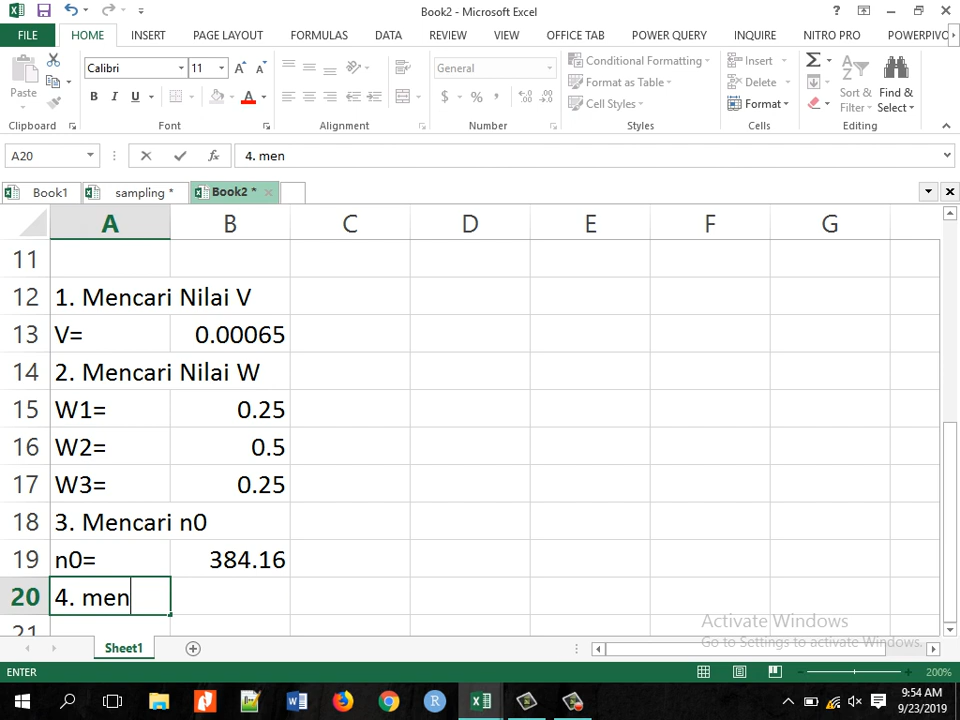 Book2 - Microsoft Excel
FILE HOME INSERT PAGE LAYOUT FORMULAS DATA REVIEW VIEW OFFICE TAB POWER QUERY INQUIRE NITRO PRO POWERPIVO
Paste
Calibri 11
B I U
General
$ % ,
Conditional Formatting
Format as Table
Cell Styles
Insert
Delete
Format
Sort & Filter
Find & Select
Clipboard Font Alignment Number Styles Cells Editing
A20 4. men
Book1 sampling * Book2 *
A B C D E F G
11
12 1. Mencari Nilai V
13 V= 0.00065
14 2. Mencari Nilai W
15 W1= 0.25
16 W2= 0.5
17 W3= 0.25
18 3. Mencari n0
19 n0= 384.16
20 4. men
21
Activate Windows
Go to Settings to activate Windows.
Sheet1
ENTER 200%
9:54 AM
9/23/2019